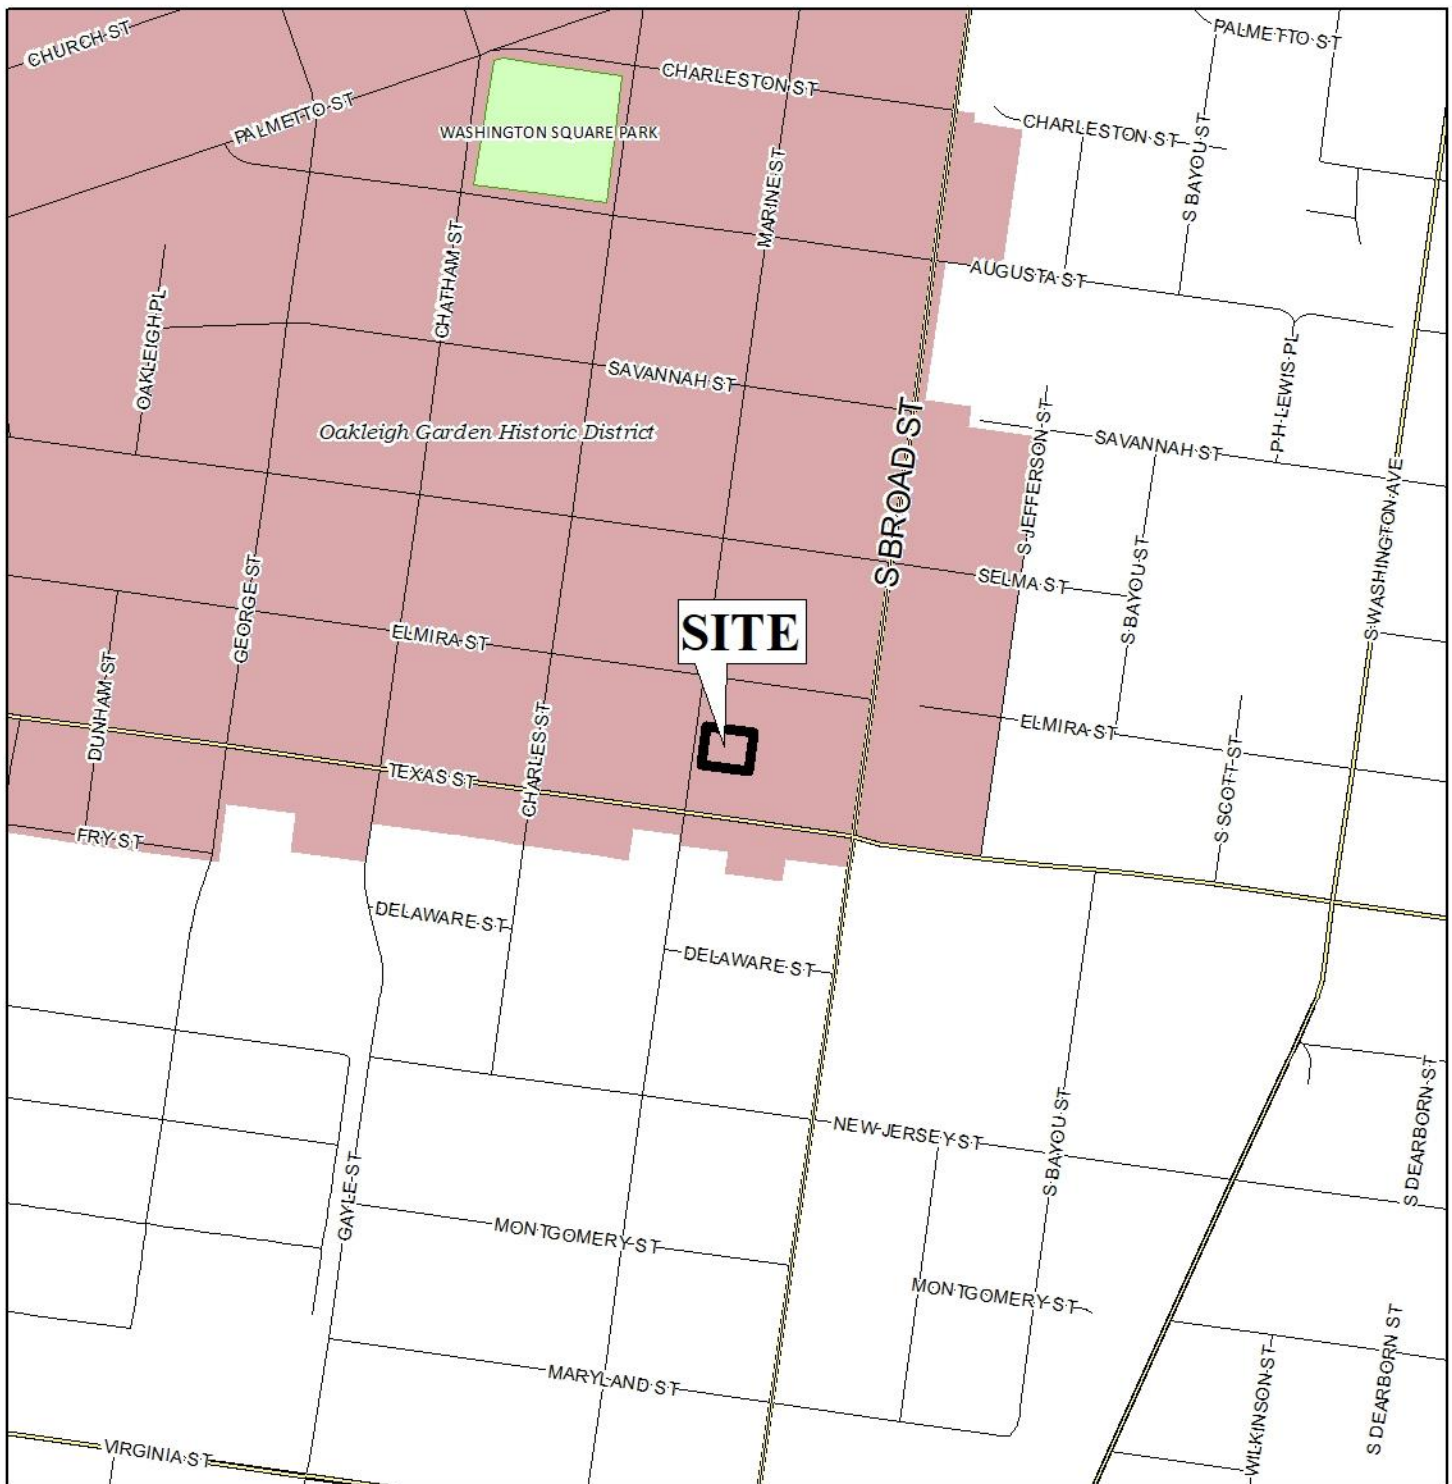 CHURCH ST
PALMETTO ST
CHARLESTON ST
PALMETTO ST
WASHINGTON SQUARE PARK
CHARLESTON ST
S BAYOU ST
MARINE ST
CHATHAM ST
AUGUSTA ST
OAKLEIGH PL
SAVANNAH ST
PH LEWIS PL
Oakleigh Garden Historic District
S BROAD ST
S JEFFERSON ST
SAVANNAH ST
S WASHINGTON AVE
GEORGE ST
SELMA ST
S BAYOU ST
ELMIRA ST
SITE
DUNHAM ST
CHARLES ST
ELMIRA ST
S SCOTT ST
TEXAS ST
FRY ST
DELAWARE ST
DELAWARE ST
NEW JERSEY ST
S BAYOU ST
S DEARBORN ST
GAYLE ST
MONTGOMERY ST
MONTGOMERY ST
MARYLAND ST
WILKINSON ST
S DEARBORN ST
VIRGINIA ST